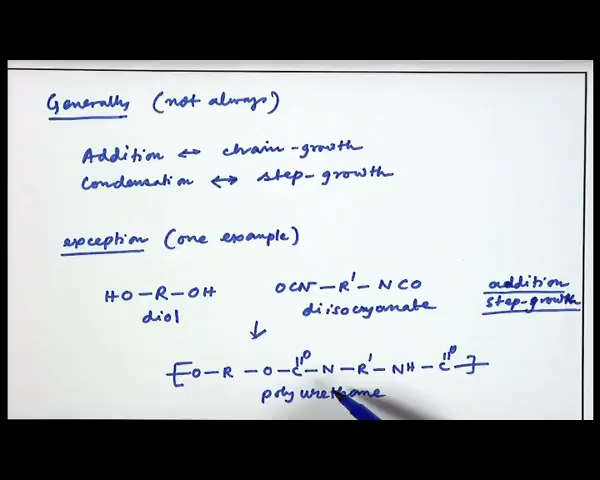 Generally (not always)
Addition ↔ chain-growth
Condensation ↔ step-growth
exception (one example)
HO-R-OH OCN-R'-NCO addition
diol diisocyanate step-growth
↓
[O-R-O-C(=O)-N-R'-NH-C(=O)]
polyurethane